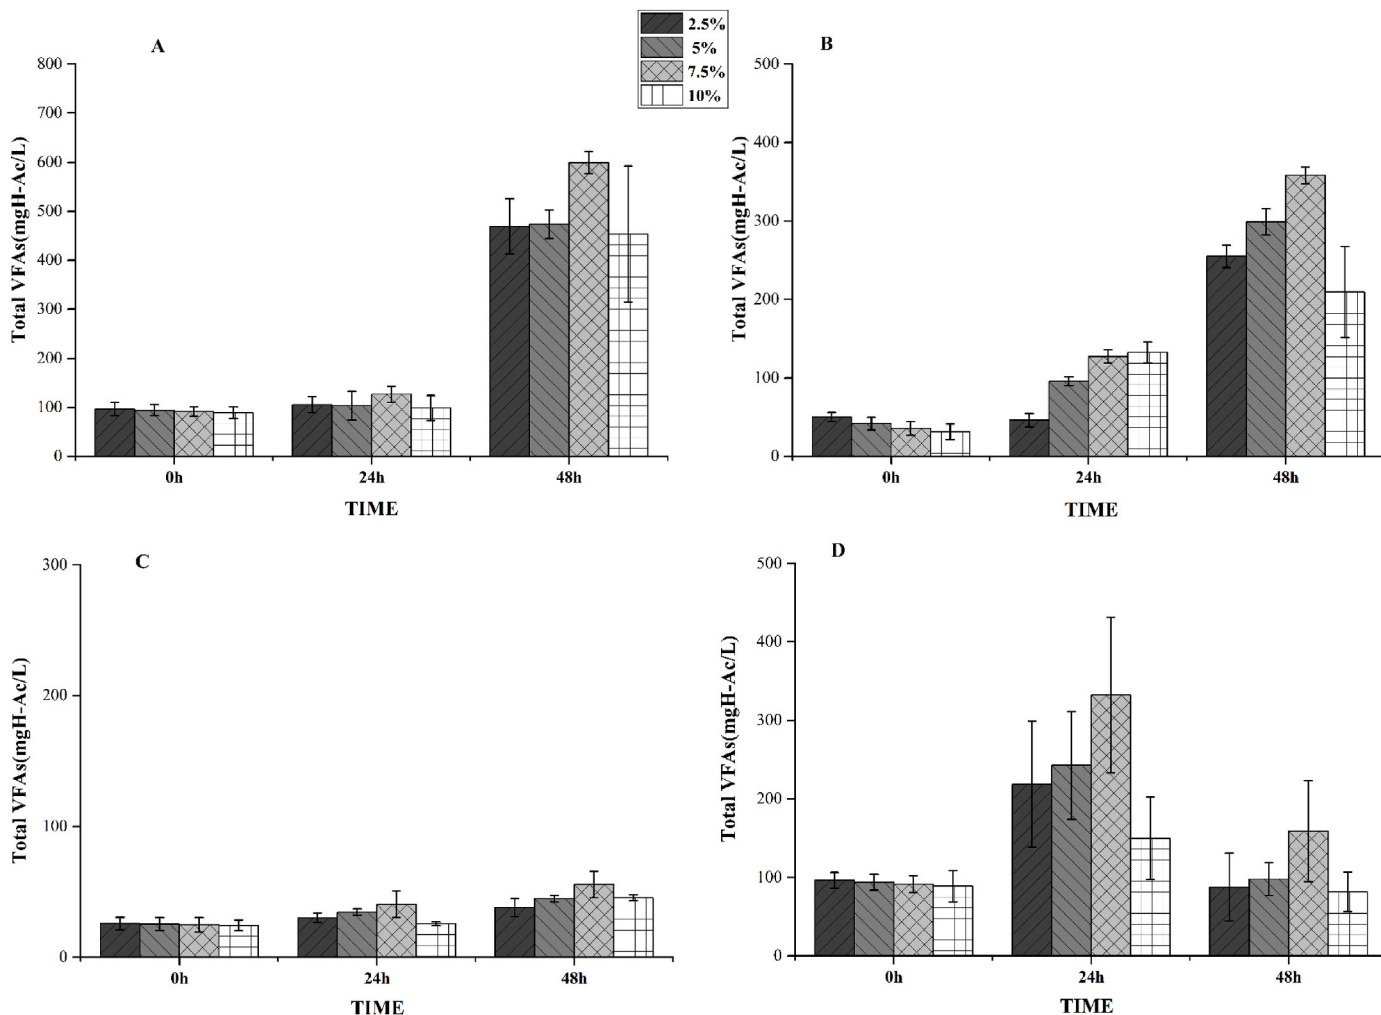 A
2.5%
5%
7.5%
10%
B
800
700
600
500
400
300
200
100
0
Total VFAs(mgH-Ac/L)
0h
24h
48h
TIME
500
400
300
200
100
0
Total VFAs(mgH-Ac/L)
0h
24h
48h
TIME
C
300
200
100
0
Total VFAs(mgH-Ac/L)
0h
24h
48h
TIME
D
500
400
300
200
100
0
Total VFAs(mgH-Ac/L)
0h
24h
48h
TIME